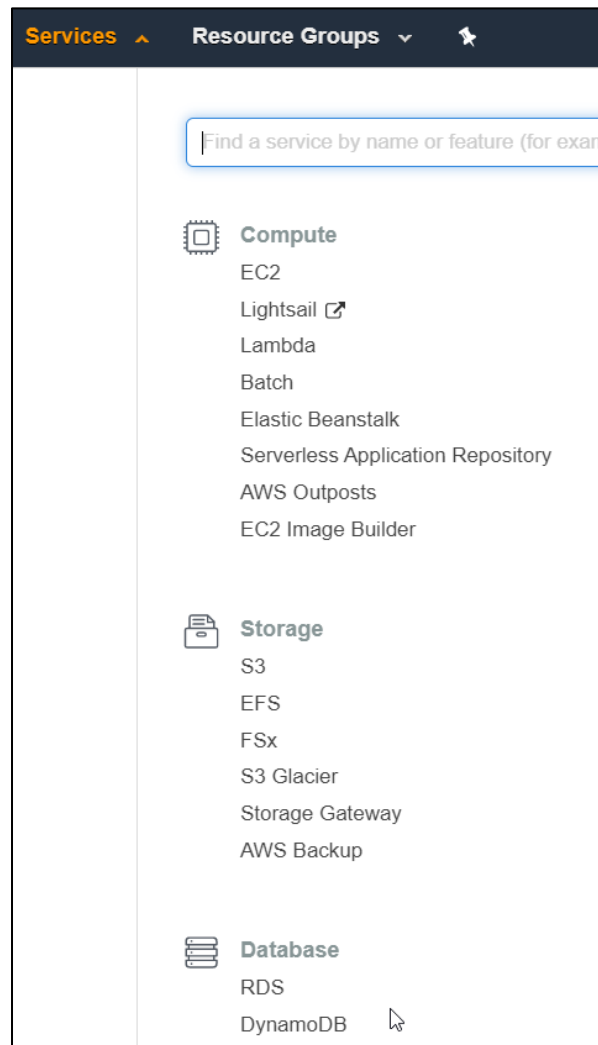 Services Resource Groups
Find a service by name or feature (for exam
Compute
EC2
Lightsail
Lambda
Batch
Elastic Beanstalk
Serverless Application Repository
AWS Outposts
EC2 Image Builder
Storage
S3
EFS
FSx
S3 Glacier
Storage Gateway
AWS Backup
Database
RDS
DynamoDB